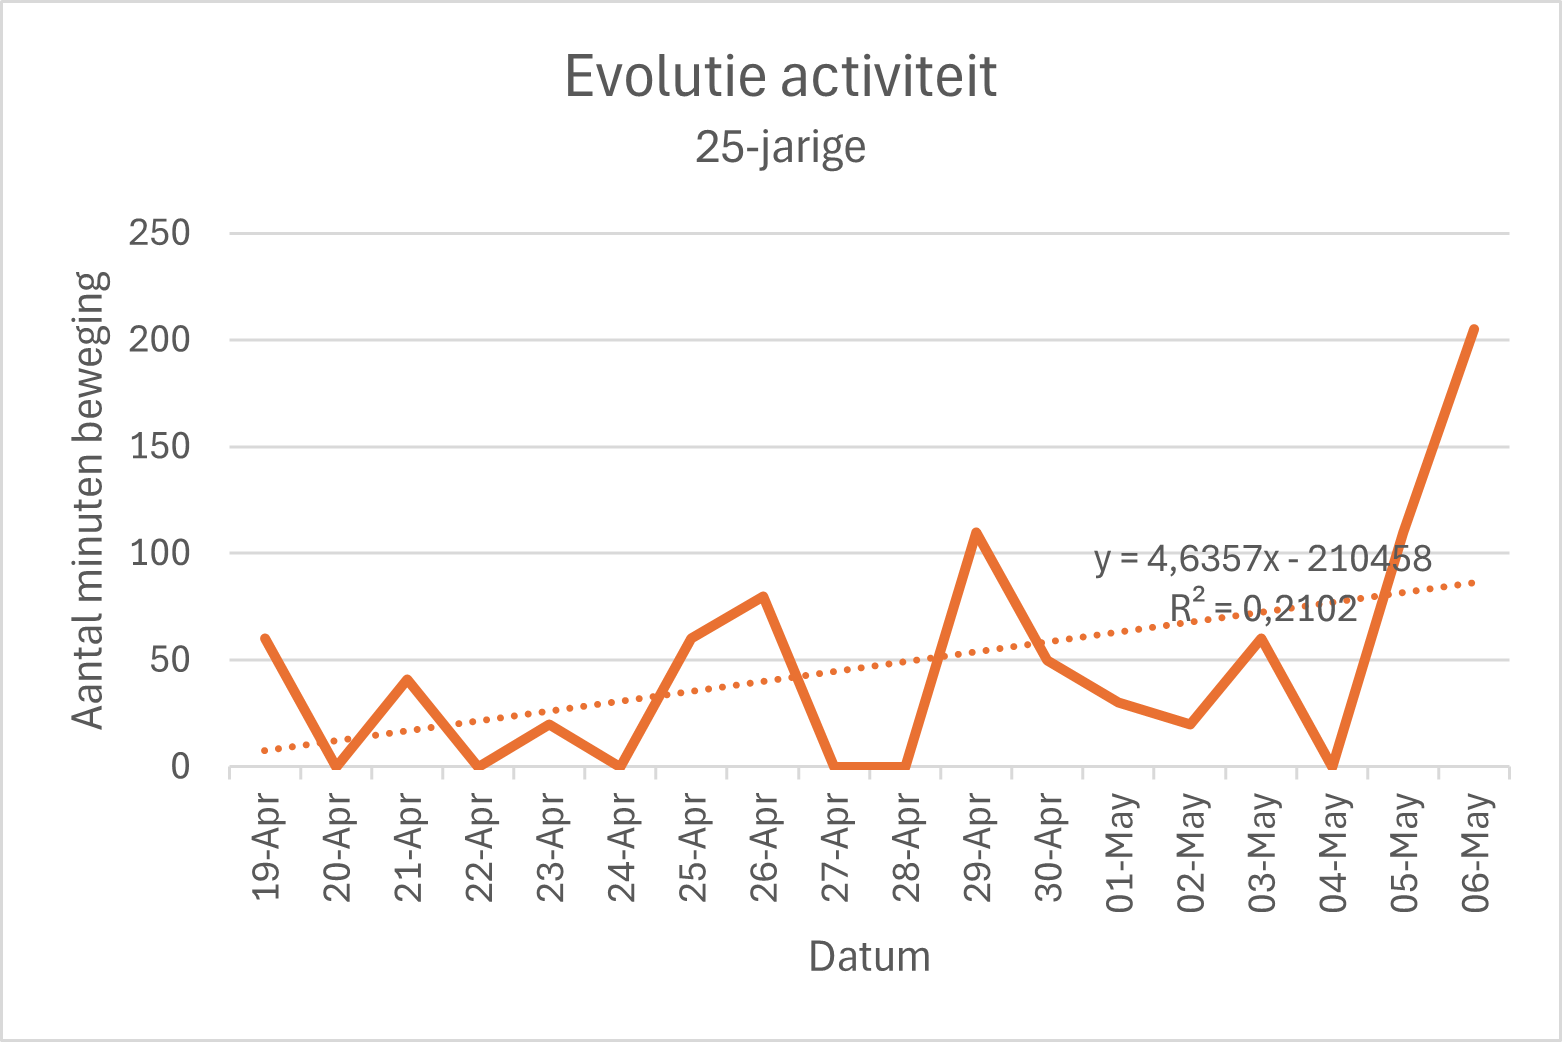 Evolutie activiteit
25-jarige
Aantal minuten beweging
250
200
150
100
50
0
y = 4,6357x - 210458
R² = 0,2102
19-Apr
20-Apr
21-Apr
22-Apr
23-Apr
24-Apr
25-Apr
26-Apr
27-Apr
28-Apr
29-Apr
30-Apr
01-May
02-May
03-May
04-May
05-May
06-May
Datum